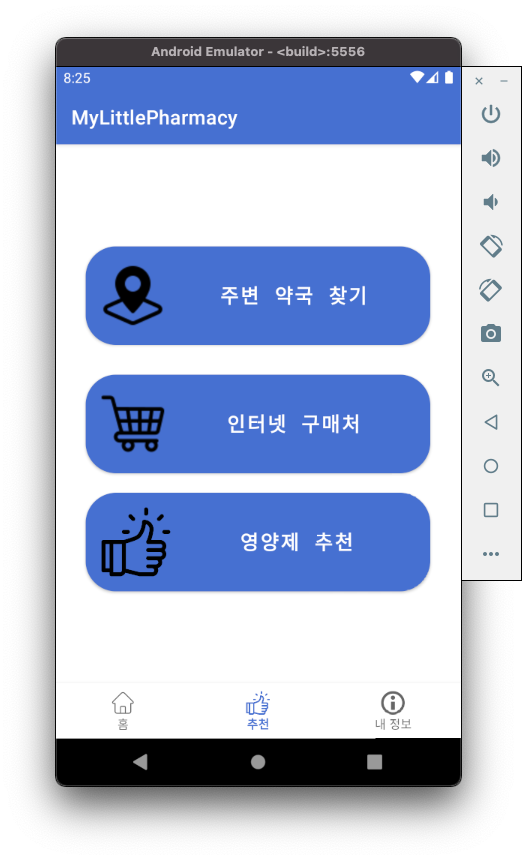 Android Emulator - <build>:5556
8:25
MyLittlePharmacy
주변 약국 찾기
인터넷 구매처
영양제 추천
홈
추천
내 정보